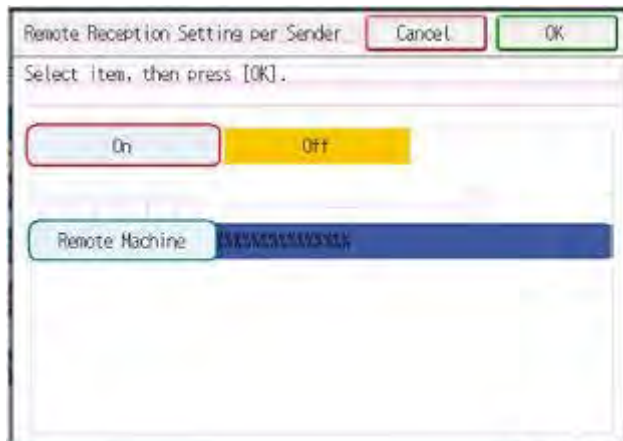 Remote Reception Setting per Sender Cancel OK
Select item, then press [OK].
On Off
Remote Machine